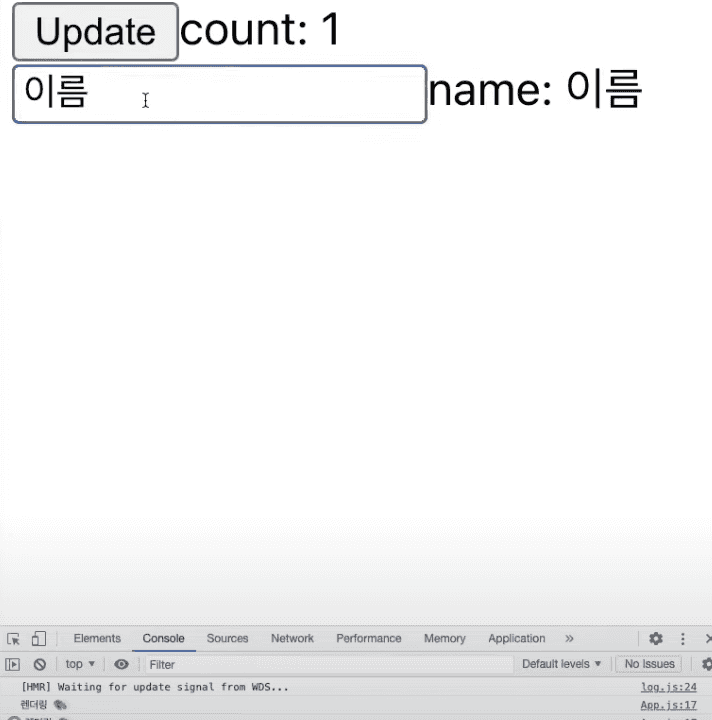 Update count: 1
이름 name: 이름
Elements Console Sources Network Performance Memory Application »
top ▼ Filter Default levels ▼ No Issues
[HMR] Waiting for update signal from WDS... log.js:24
렌더링 App.js:17